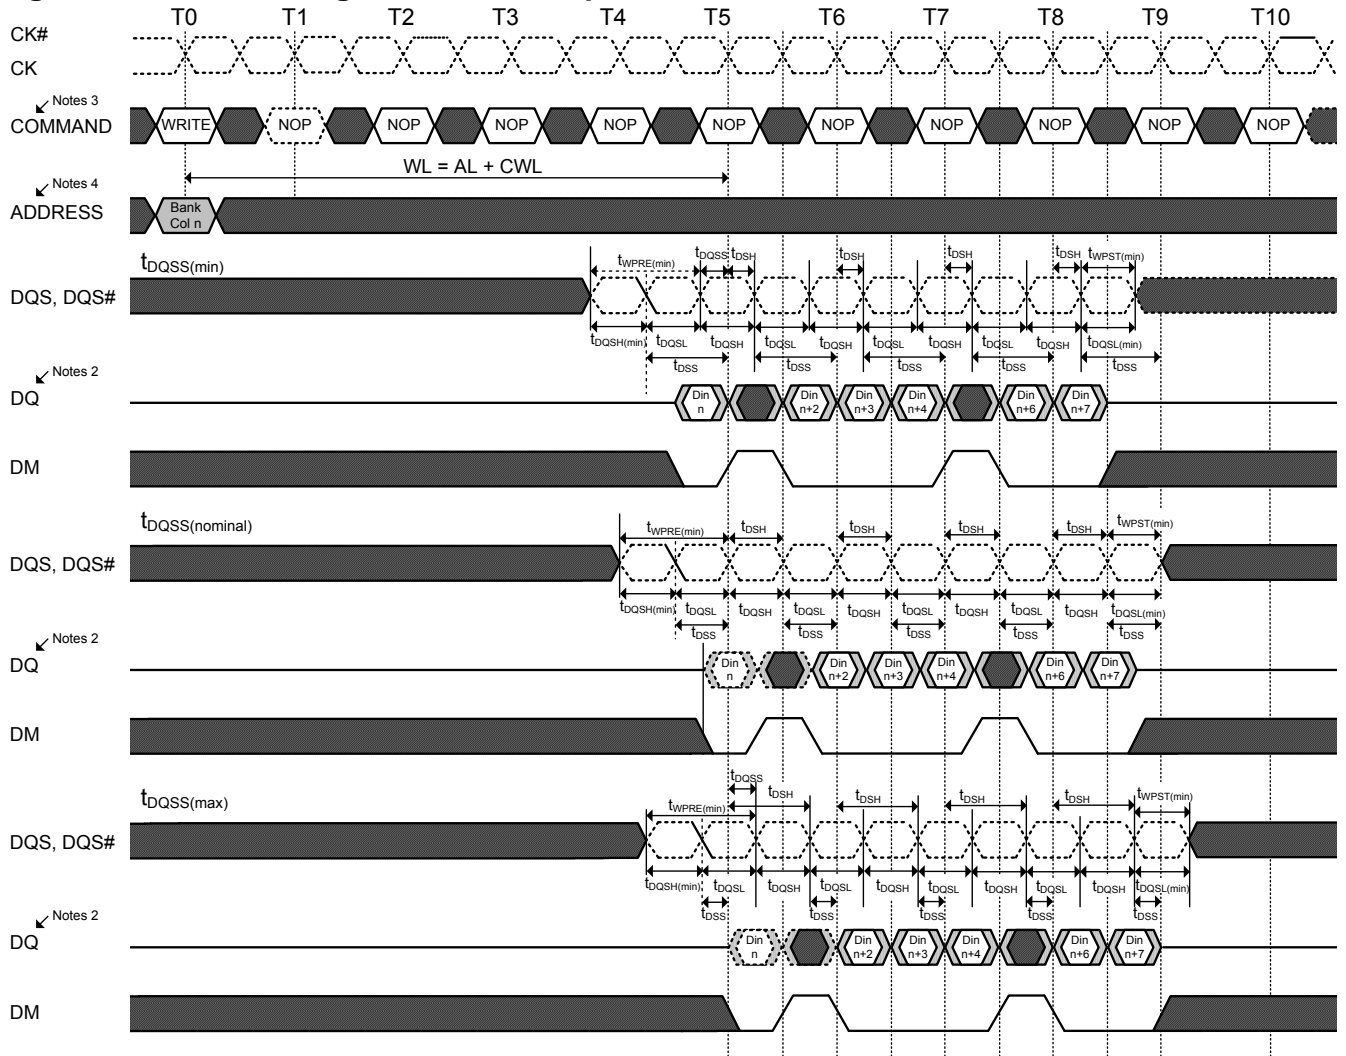 T0 T1 T2 T3 T4 T5 T6 T7 T8 T9 T10
CK#
CK
Notes 3
COMMAND WRITE NOP NOP NOP NOP NOP NOP NOP NOP NOP NOP
WL = AL + CWL
Notes 4
ADDRESS Bank Col n
tDQSS(min)
tWPRE(min) tDQSS tDSH tDSH tDSH tDSH tWPST(min)
DQS, DQS#
tDQSH(min) tDQSL tDQSH tDQSL tDQSH tDQSL tDQSH tDQSL tDQSH tDQSL(min)
tDSS tDSS tDSS tDSS tDSS
Notes 2
DQ Din n Din n+2 Din n+3 Din n+4 Din n+6 Din n+7
DM
tDQSS(nominal)
tWPRE(min) tDSH tDSH tDSH tDSH tWPST(min)
DQS, DQS#
tDQSH(min) tDQSL tDQSH tDQSL tDQSH tDQSL tDQSH tDQSL tDQSH tDQSL(min)
tDSS tDSS tDSS tDSS tDSS
Notes 2
DQ Din n Din n+2 Din n+3 Din n+4 Din n+6 Din n+7
DM
tDQSS
tDQSS(max)
tWPRE(min) tDSH tDSH tDSH tDSH tWPST(min)
DQS, DQS#
tDQSH(min) tDQSL tDQSH tDQSL tDQSH tDQSL tDQSH tDQSL tDQSH tDQSL(min)
tDSS tDSS tDSS tDSS tDSS
Notes 2
DQ Din n Din n+2 Din n+3 Din n+4 Din n+6 Din n+7
DM